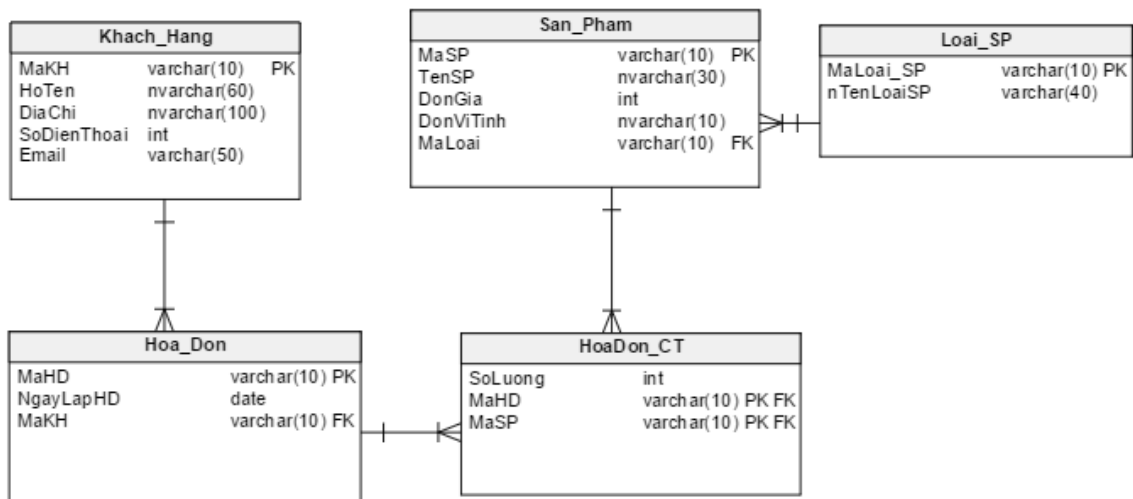 Khach_Hang
MaKH varchar(10) PK
HoTen nvarchar(60)
DiaChi nvarchar(100)
SoDienThoai int
Email varchar(50)
San_Pham
MaSP varchar(10) PK
TenSP nvarchar(30)
DonGia int
DonViTinh nvarchar(10)
MaLoai varchar(10) FK
Loai_SP
MaLoai_SP varchar(10) PK
nTenLoaiSP varchar(40)
Hoa_Don
MaHD varchar(10) PK
NgayLapHD date
MaKH varchar(10) FK
HoaDon_CT
SoLuong int
MaHD varchar(10) PK FK
MaSP varchar(10) PK FK